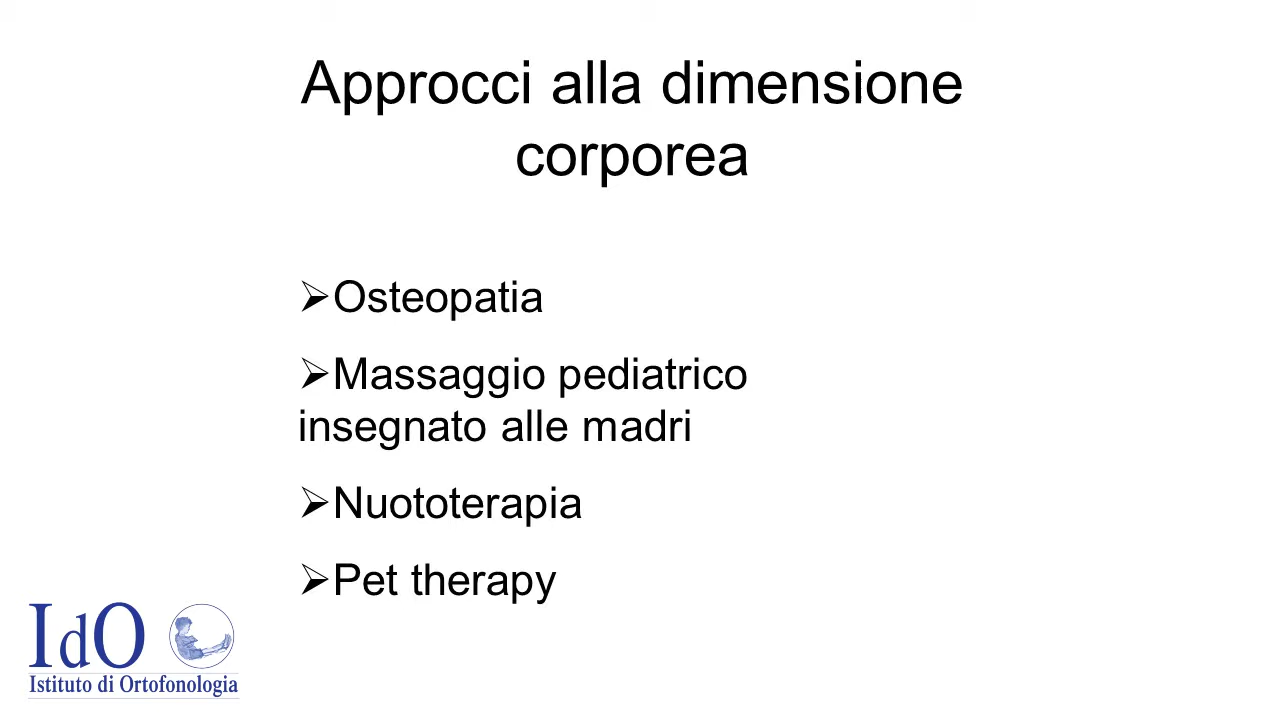 Approcci alla dimensione
corporea
➢Osteopatia
➢Massaggio pediatrico
insegnato alle madri
➢Nuototerapia
➢Pet therapy
IdO
Istituto di Ortofonologia